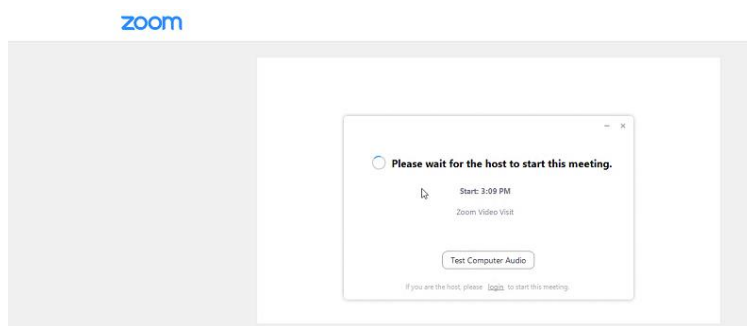 zoom
Please wait for the host to start this meeting.
Start: 3:09 PM
Zoom Video Visit
Test Computer Audio
If you are the host, please login to start this meeting.